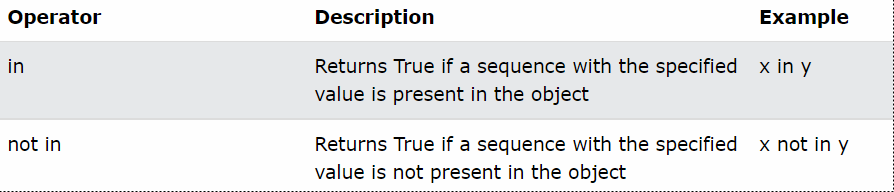 Operator Description Example
in Returns True if a sequence with the specified x in y
value is present in the object
not in Returns True if a sequence with the specified x not in y
value is not present in the object